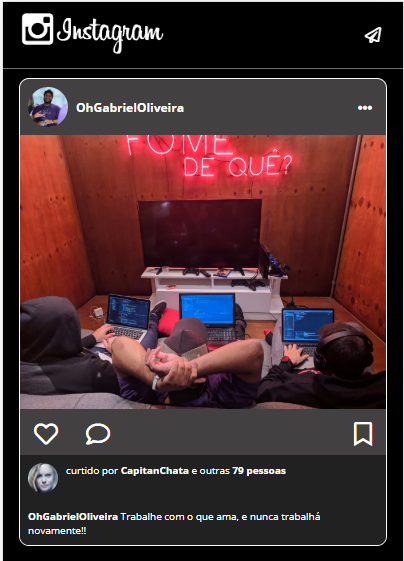 Instagram
OhGabrielOliveira
FOME
DE QUÊ?
curtido por CapitanChata e outras 79 pessoas
OhGabrielOliveira Trabalhe com o que ama, e nunca trabalhá
novamente!!